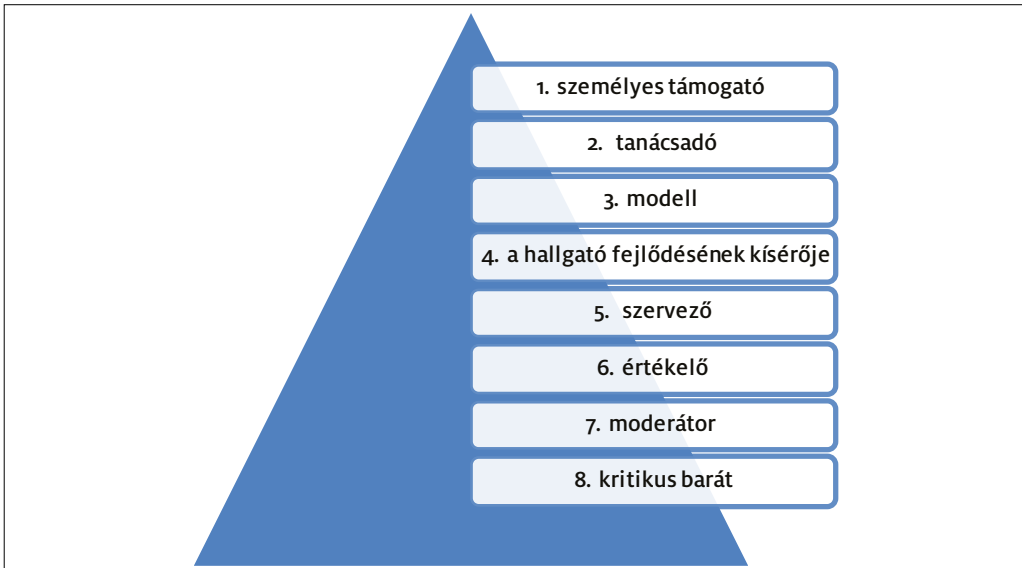 1. személyes támogató
2. tanácsadó
3. modell
4. a hallgató fejlődésének kísérője
5. szervező
6. értékelő
7. moderátor
8. kritikus barát